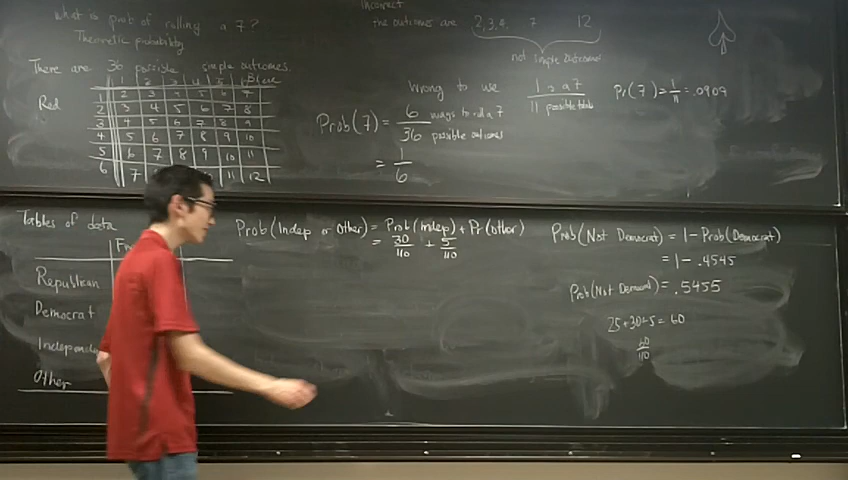 what is prob of rolling a 7?
Theoretic probability
There are 36 possible simple outcomes.
Blue
1 2 3 4 5 6
Red
1 2 3 4 5 6 7
2 3 4 5 6 7 8
3 4 5 6 7 8 9
4 5 6 7 8 9 10
5 6 7 8 9 10 11
6 7 11 12
Incorrect
the outcomes are 2,3,4, 7 12
not simple outcomes
Wrong to use 1 = a 7
11 possible totals
Pr(7) = 1/11 = .0909
Prob(7) = 6 ways to roll a 7
36 possible outcomes
= 1/6
Tables of data
Republican
Democrat
Other
Prob(Indep or Other) = Prob(indep) + Pr(other)
= 30/110 + 5/110
Prob(Not Democrat) = 1 - Prob(Democrat)
= 1 - .4545
Prob(Not Democrat) = .5455
25+30+5 = 60
60/110